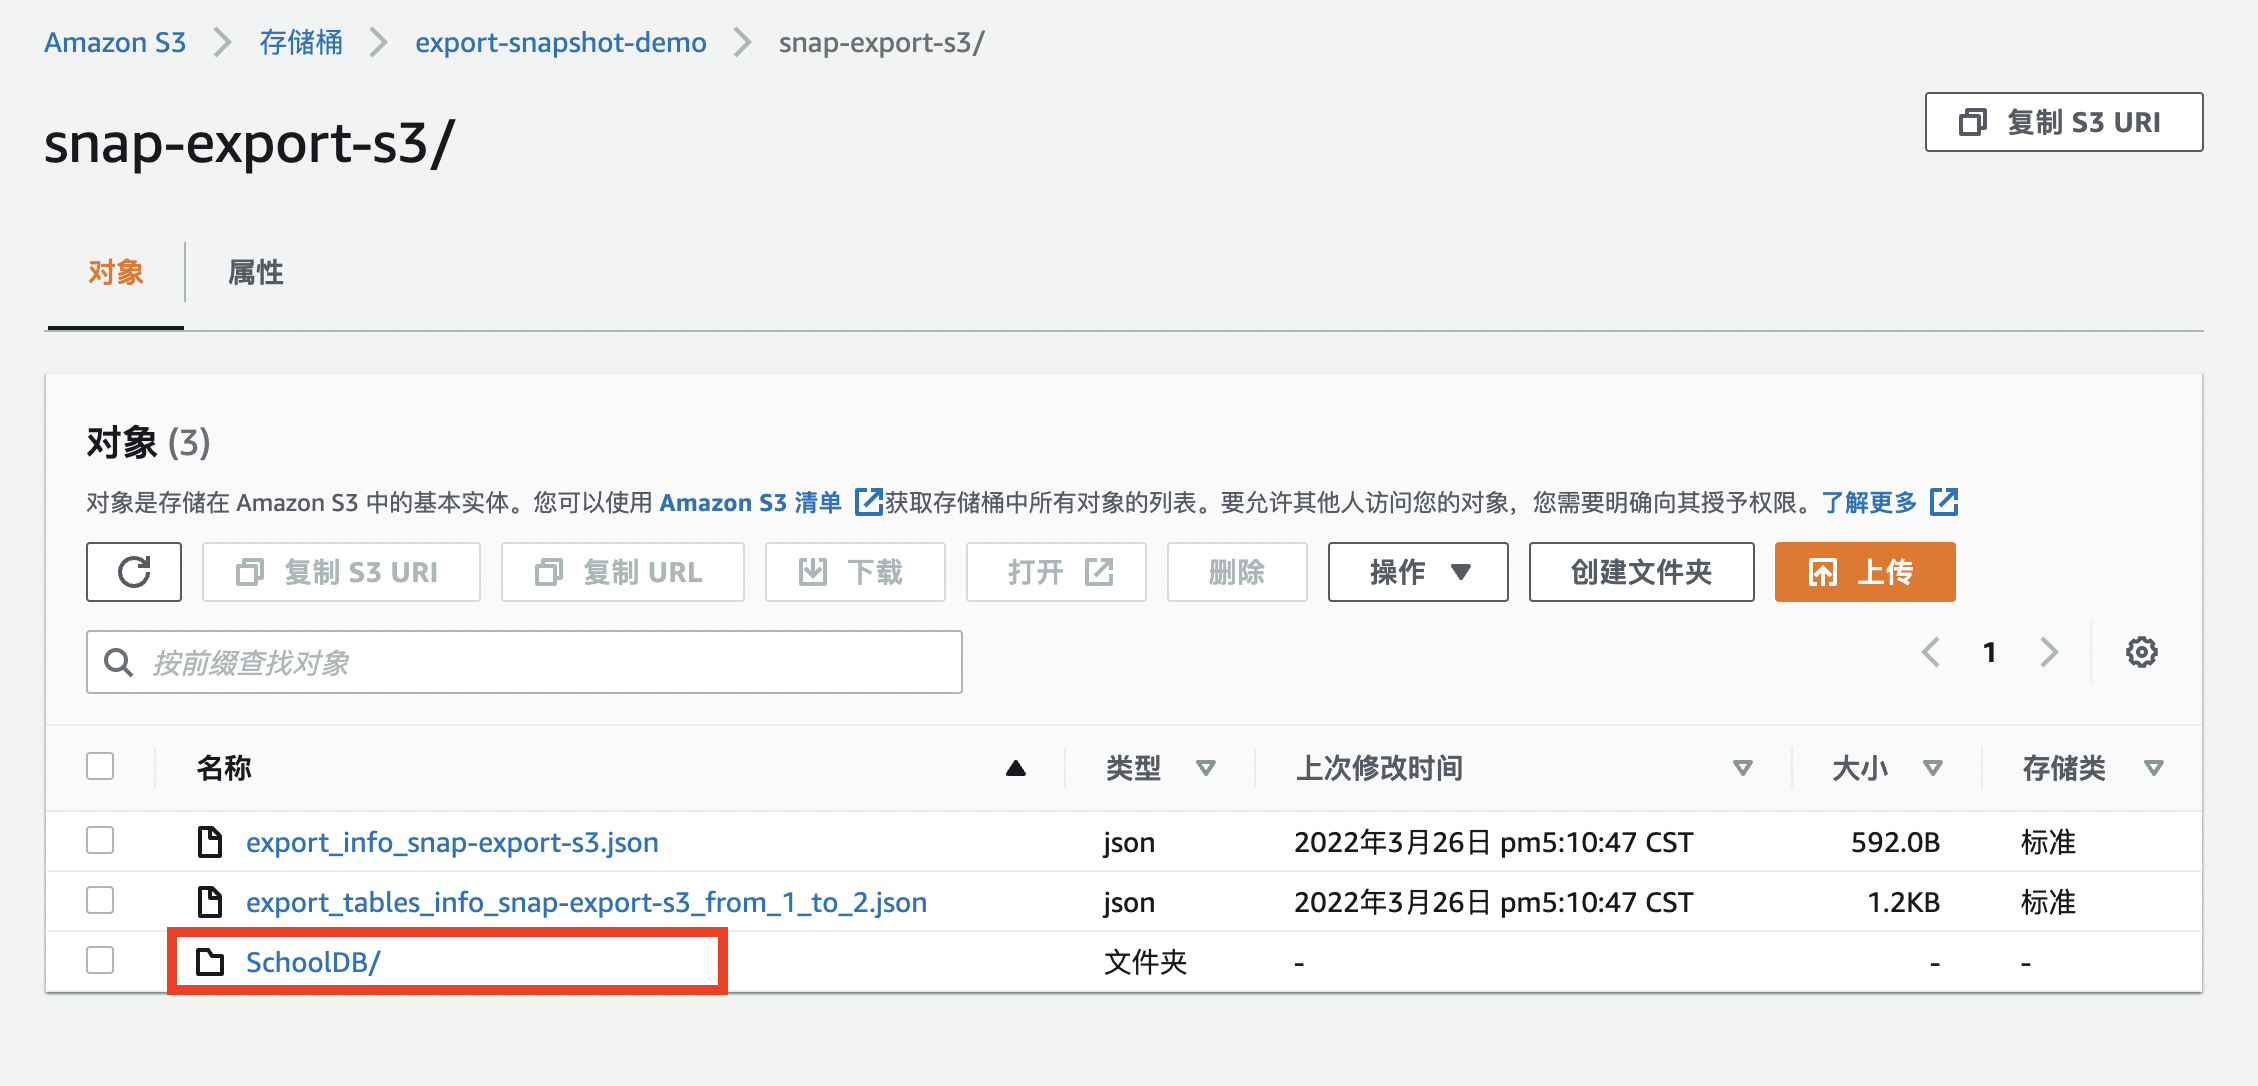 Amazon S3 存储桶 export-snapshot-demo snap-export-s3/
snap-export-s3/
复制 S3 URI
对象 属性
对象 (3)
对象是存储在 Amazon S3 中的基本实体。您可以使用 Amazon S3 清单 获取存储桶中所有对象的列表。要允许其他人访问您的对象，您需要明确向其授予权限。了解更多
复制 S3 URI 复制 URL 下载 打开 删除 操作 创建文件夹 上传
按前缀查找对象
1
名称 类型 上次修改时间 大小 存储类
export_info_snap-export-s3.json json 2022年3月26日 pm5:10:47 CST 592.0B 标准
export_tables_info_snap-export-s3_from_1_to_2.json json 2022年3月26日 pm5:10:47 CST 1.2KB 标准
SchoolDB/ 文件夹 - - -